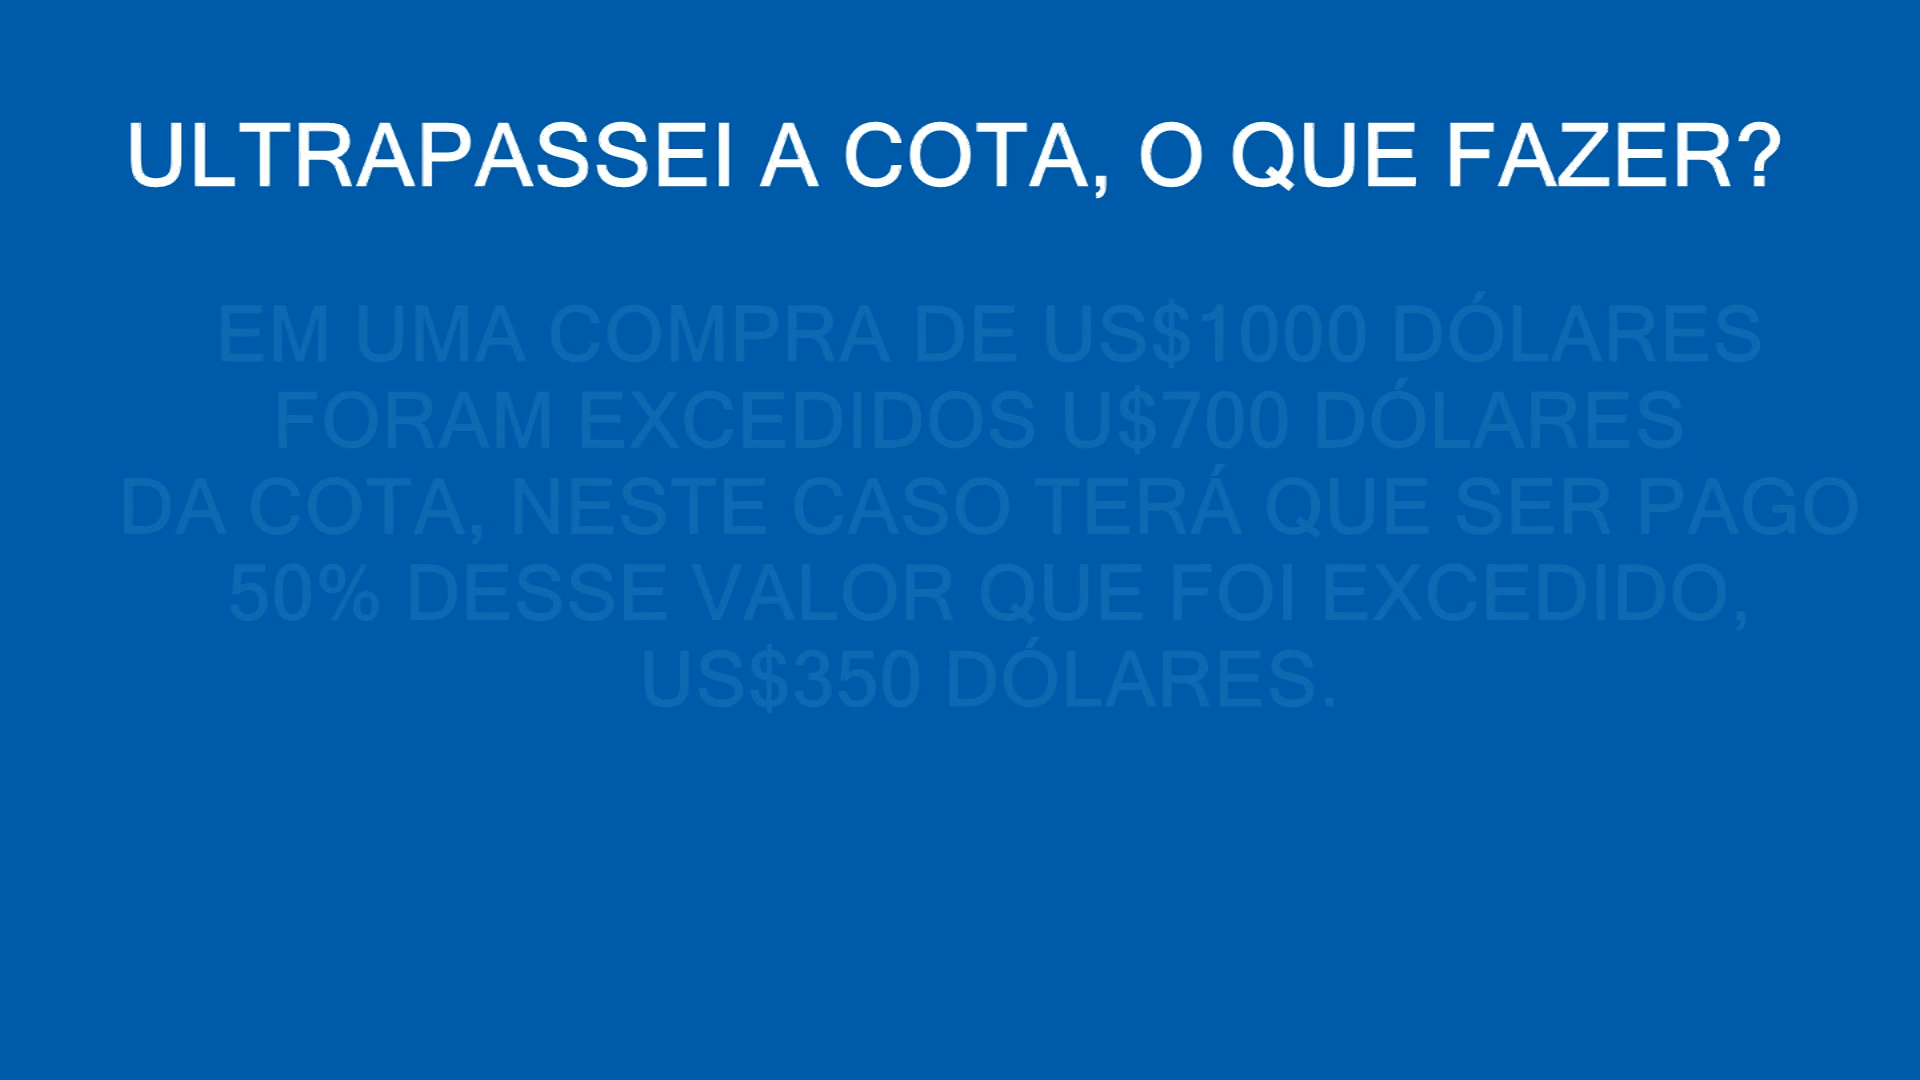 ULTRAPASSEI A COTA, O QUE FAZER?
EM UMA COMPRA DE US$1000 DÓLARES
FORAM EXCEDIDOS U$700 DÓLARES
DA COTA, NESTE CASO TERÁ QUE SER PAGO
50% DESSE VALOR QUE FOI EXCEDIDO,
US$350 DÓLARES.